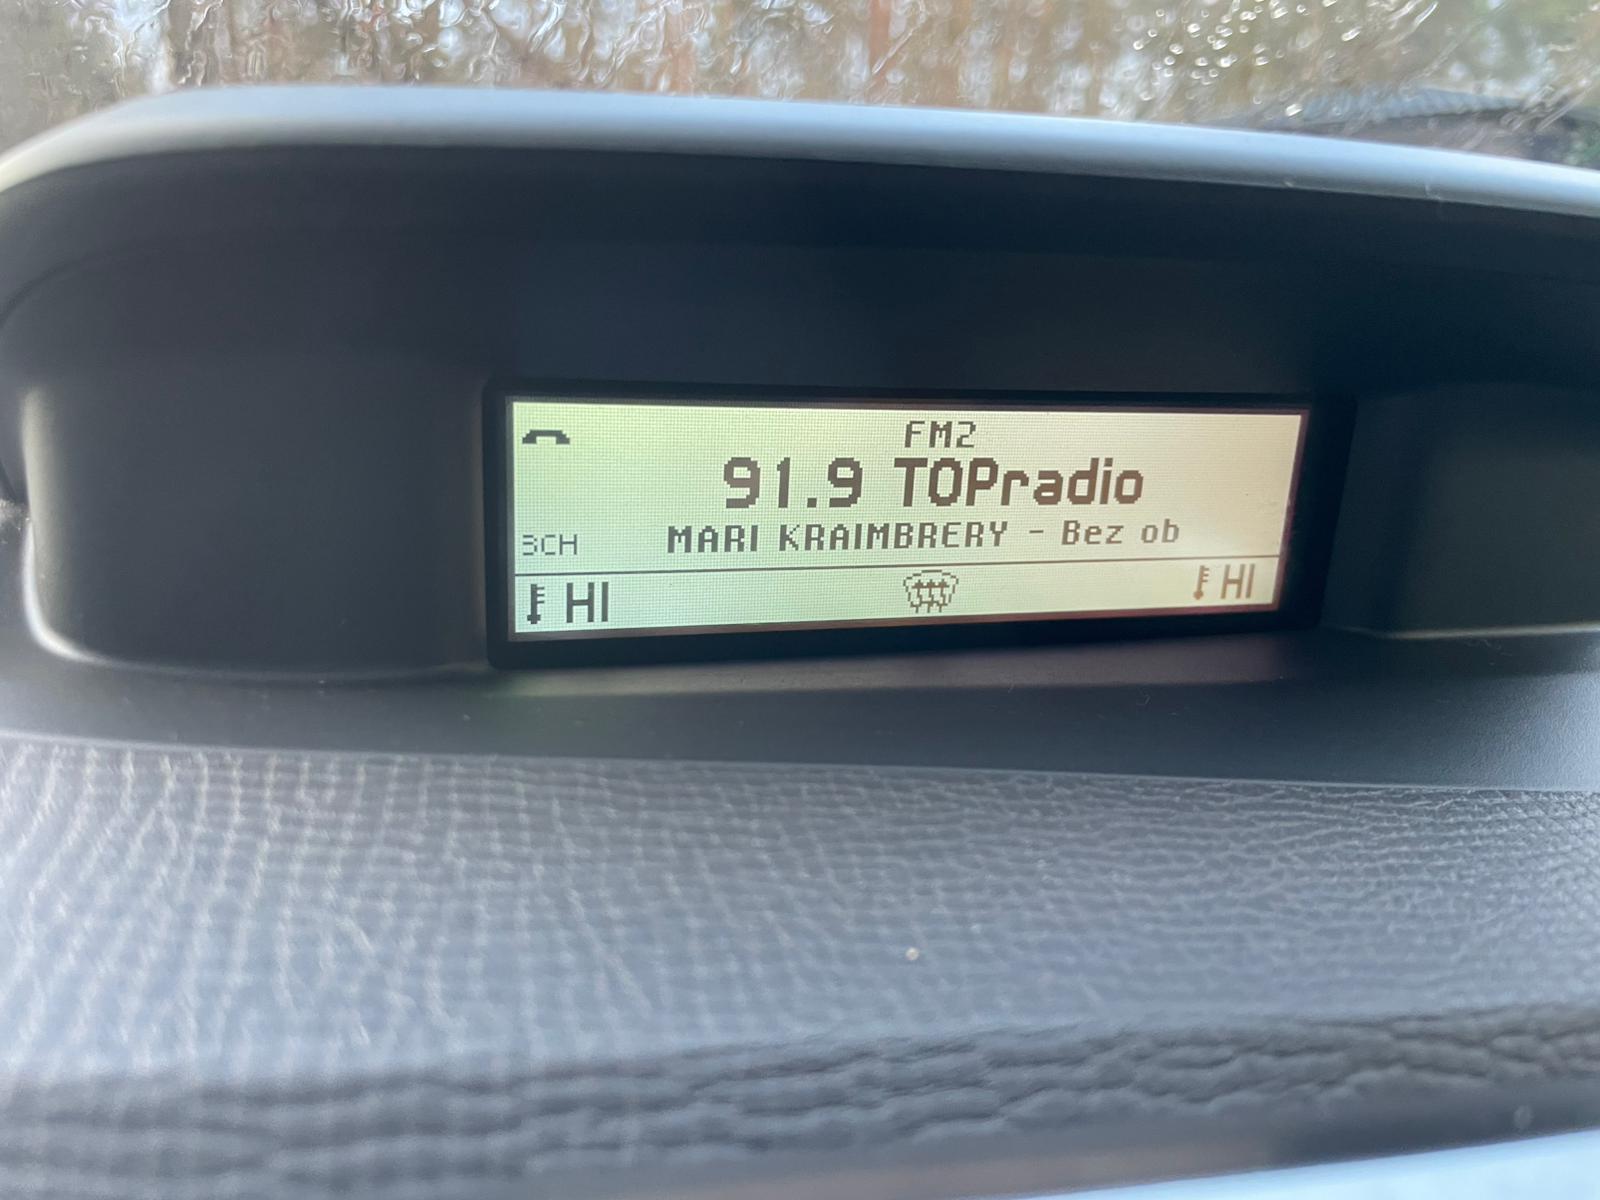 FM2
91.9 TOPradio
3CH MARI KRAIMBRERY - Bez ob
HI HI